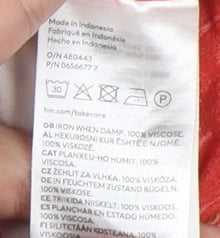 Made in Indonesia
Fabriqué en Indonésie
Hecho en Indonesia
O/N 480443
P/N 0656677 7
30
P
hm.com/takecare
GB IRON WHEN DAMP, 100% VISCOSE.
AL HEKUROSNI KUR ËSHTË E NJOMË,
100% VISKOZË.
CAT PLANXEU-HO HUMIT, 100%
VISCOSA.
CZ ŽEHLIT ZA VLHKA, 100% VISKÓZA.
DE IN FEUCHTEM ZUSTAND BÜGELN.
100% VISKOSE.
EE TRIIKIDA NIISKELT, 100% VISKOOS.
ES PLANCHAR EN ESTADO HÚMEDO.
100% VISCOSA.
FI SILITETÄÄN KOSTEANA, 100%